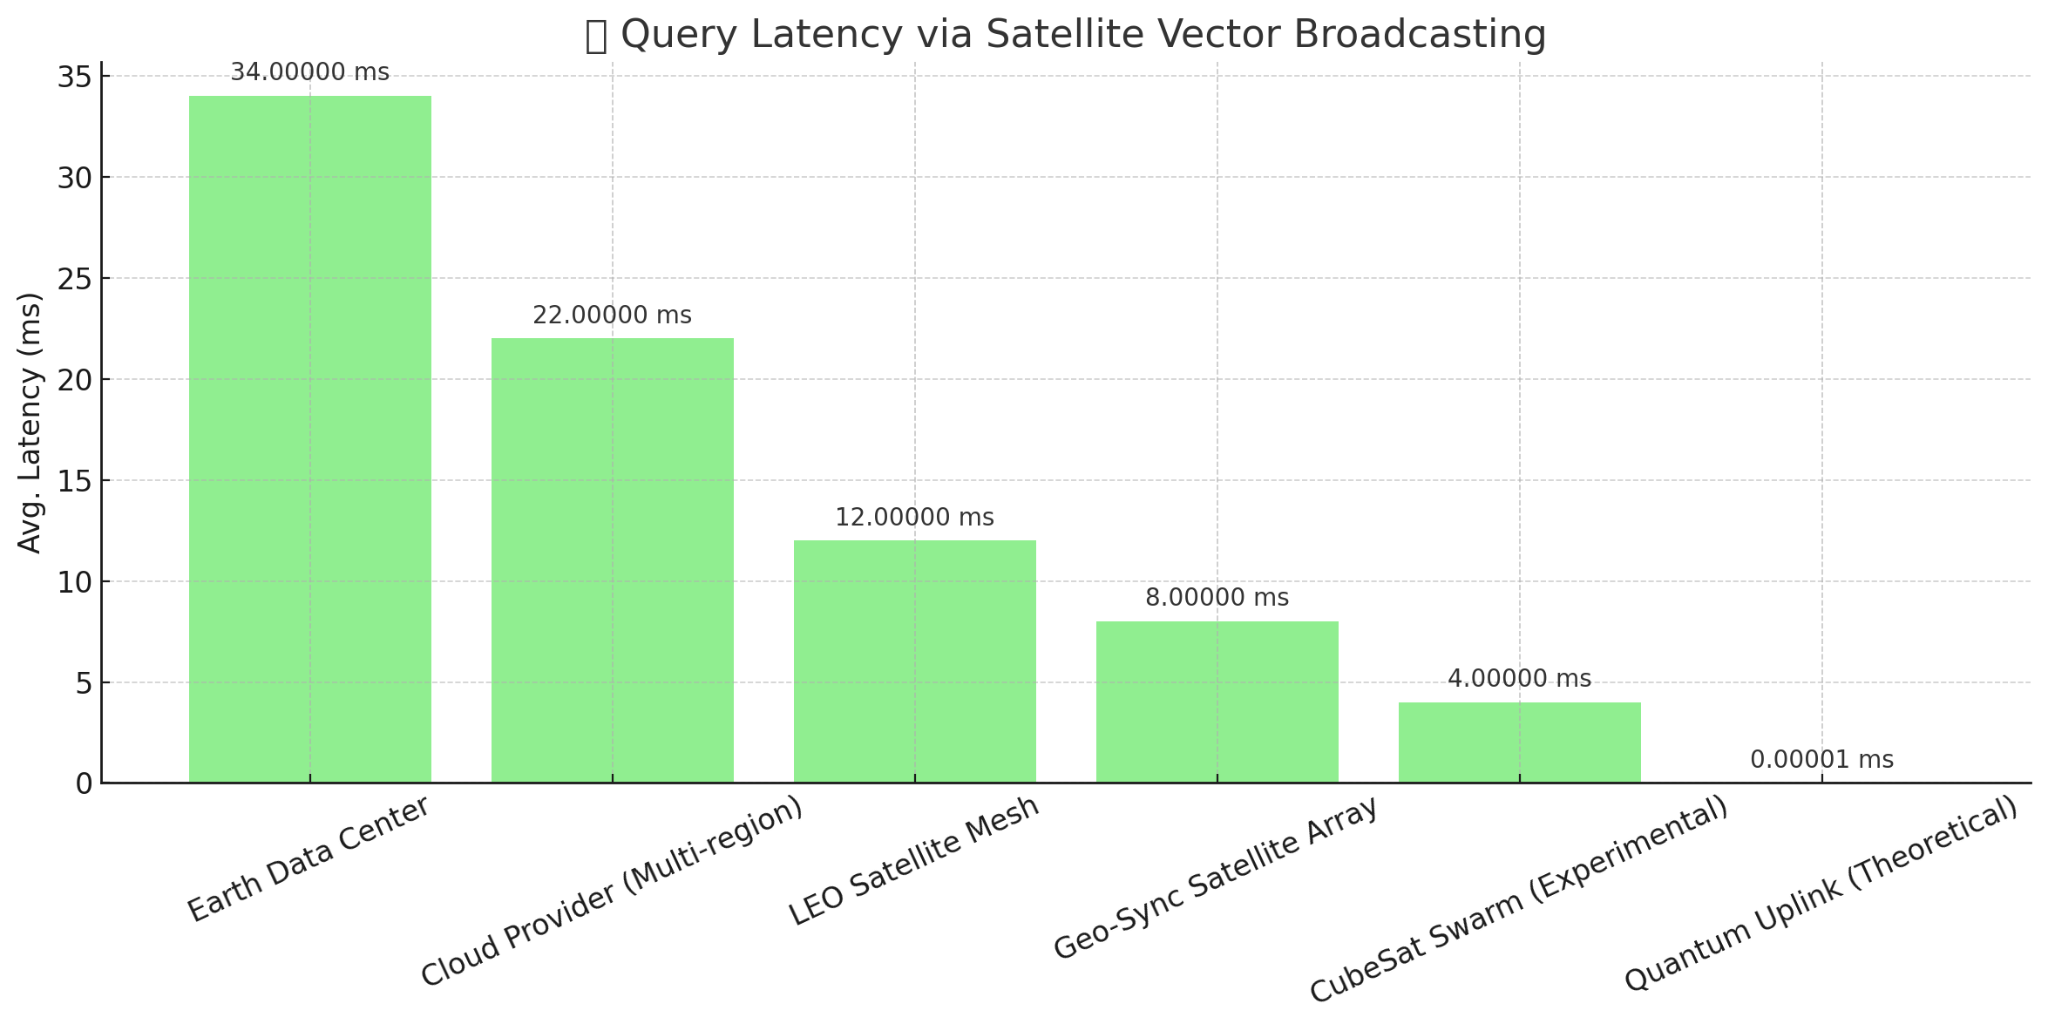 Query Latency via Satellite Vector Broadcasting
Avg. Latency (ms)
35
30
25
20
15
10
5
0
34.00000 ms
22.00000 ms
12.00000 ms
8.00000 ms
4.00000 ms
0.00001 ms
Earth Data Center
Cloud Provider (Multi-region)
LEO Satellite Mesh
Geo-Sync Satellite Array
CubeSat Swarm (Experimental)
Quantum Uplink (Theoretical)